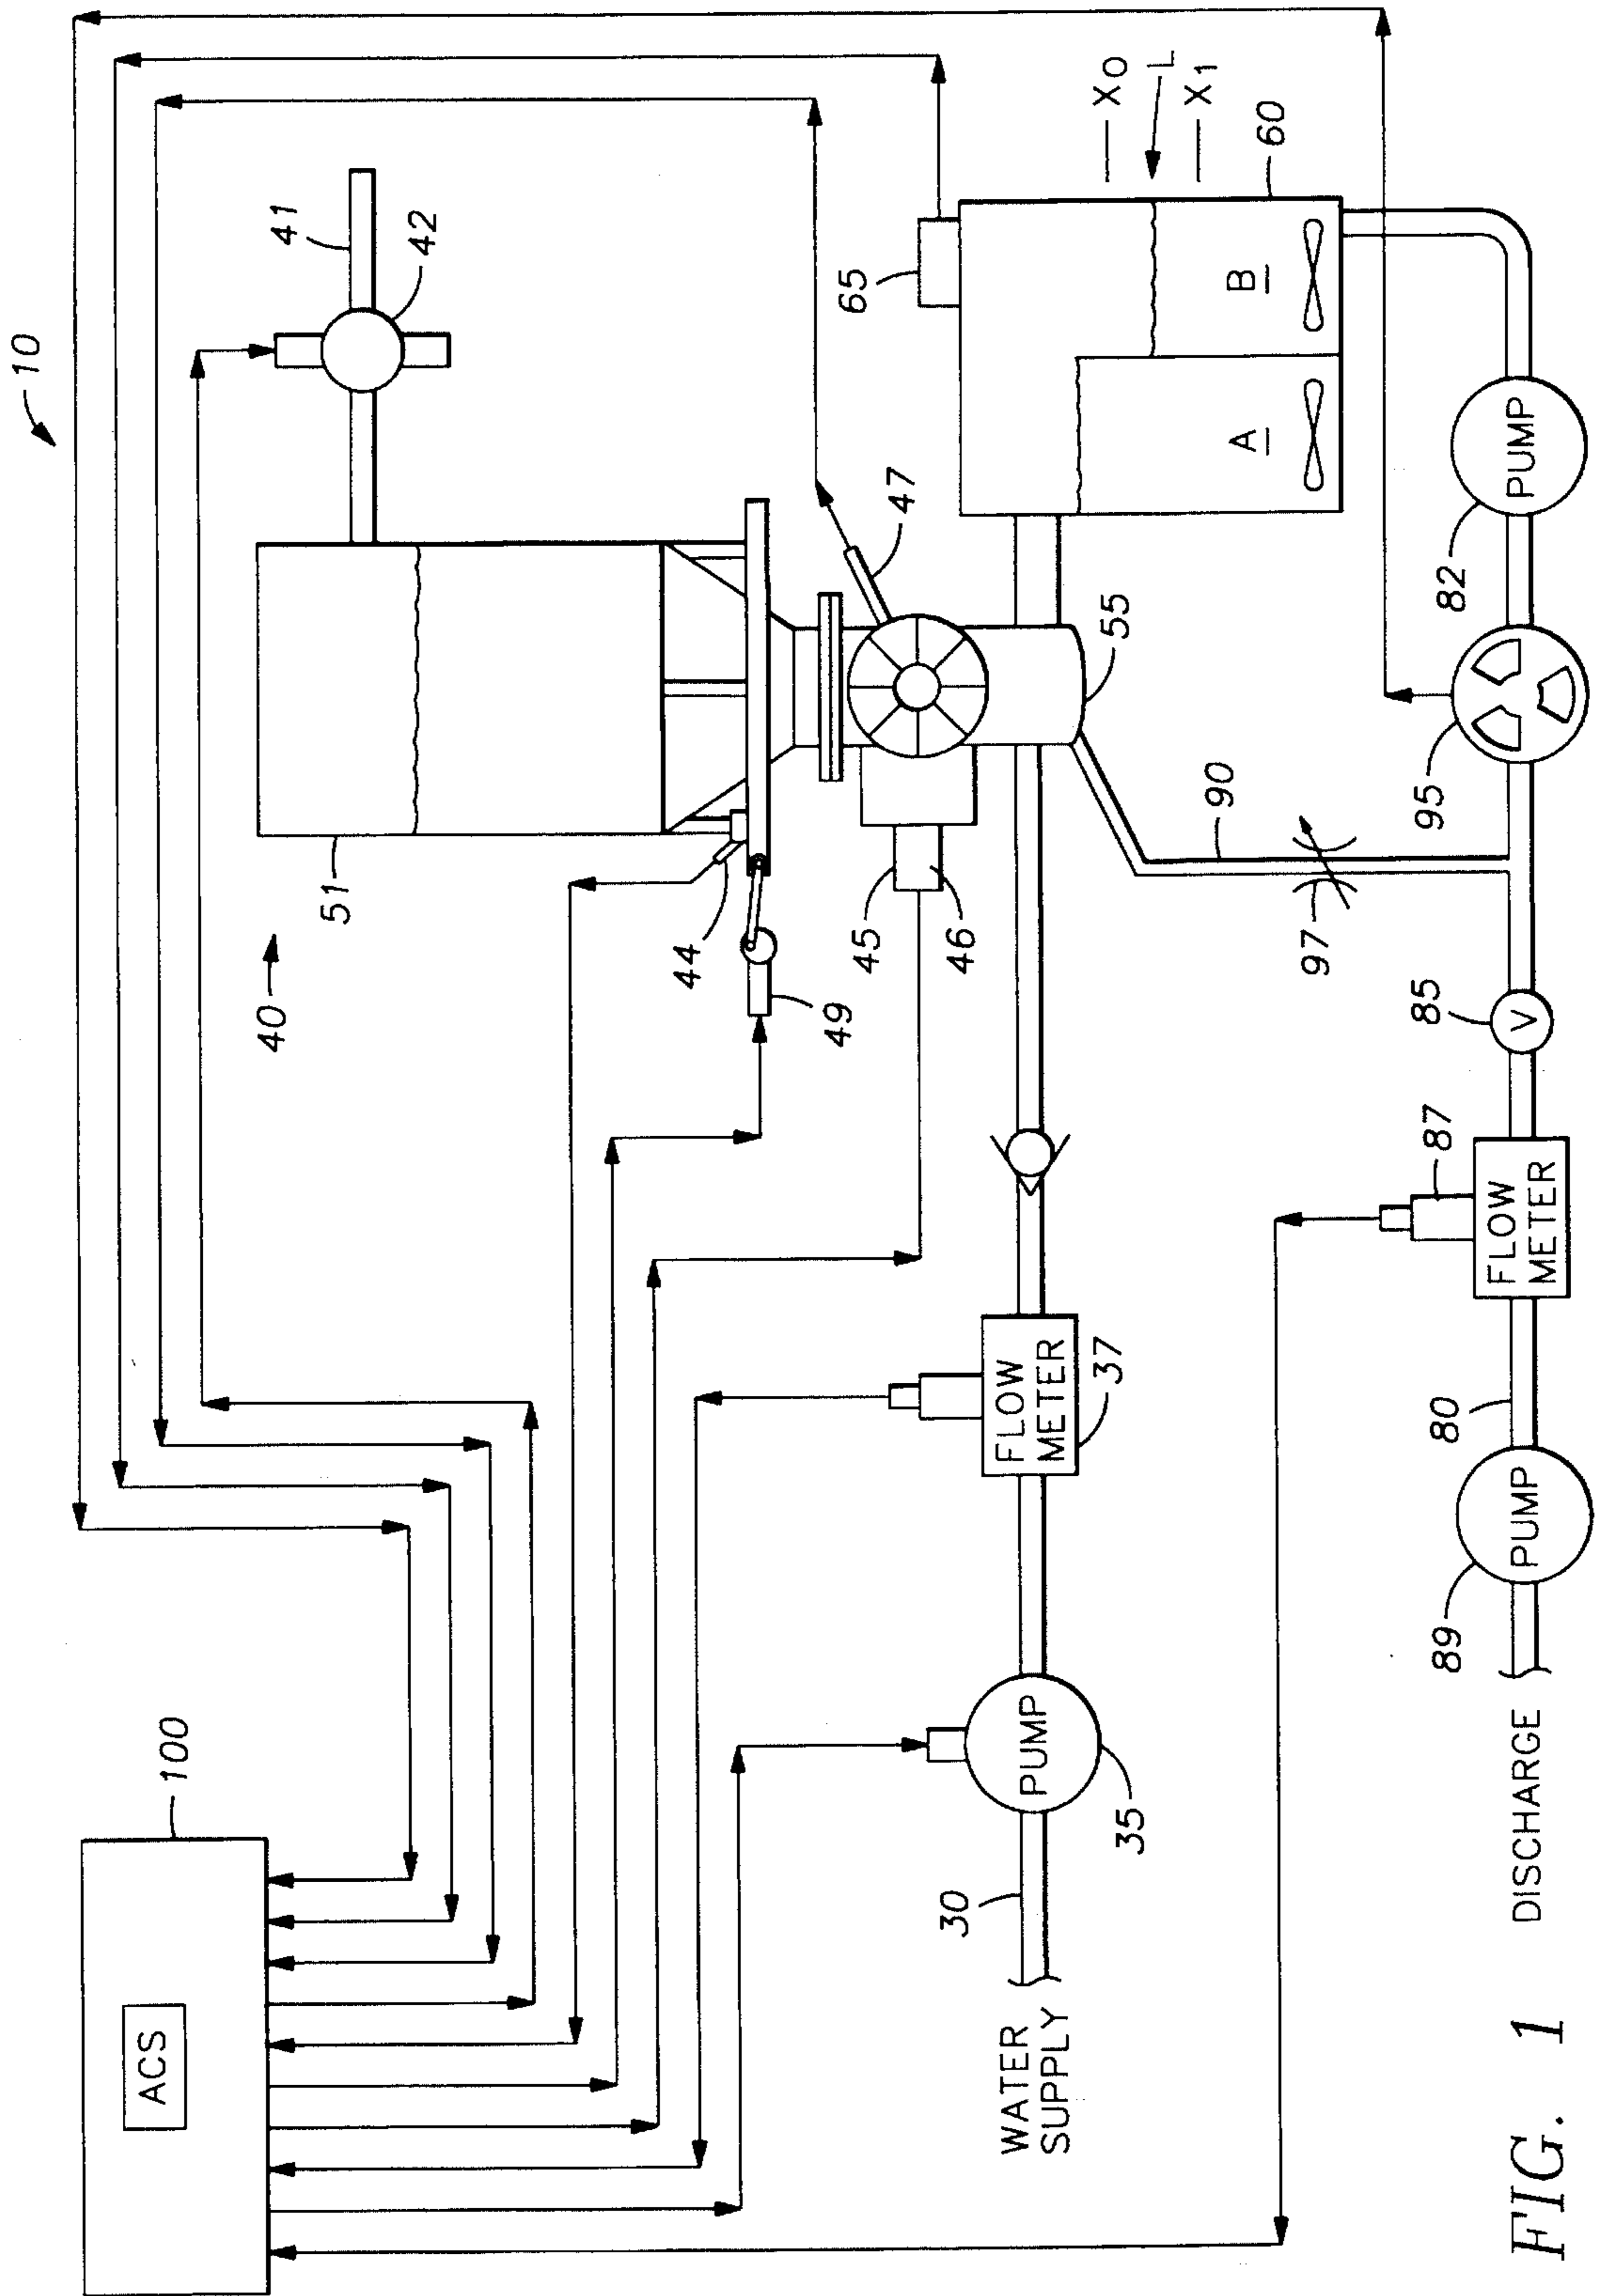 10
100
ACS
41
42
40
51
44
49
45
46
47
65
X0
L
X1
60
A
B
55
90
97
WATER
SUPPLY
30
PUMP
35
FLOW
METER
37
DISCHARGE
89
PUMP
80
FLOW
METER
87
85
V
95
82
PUMP
FIG. 1